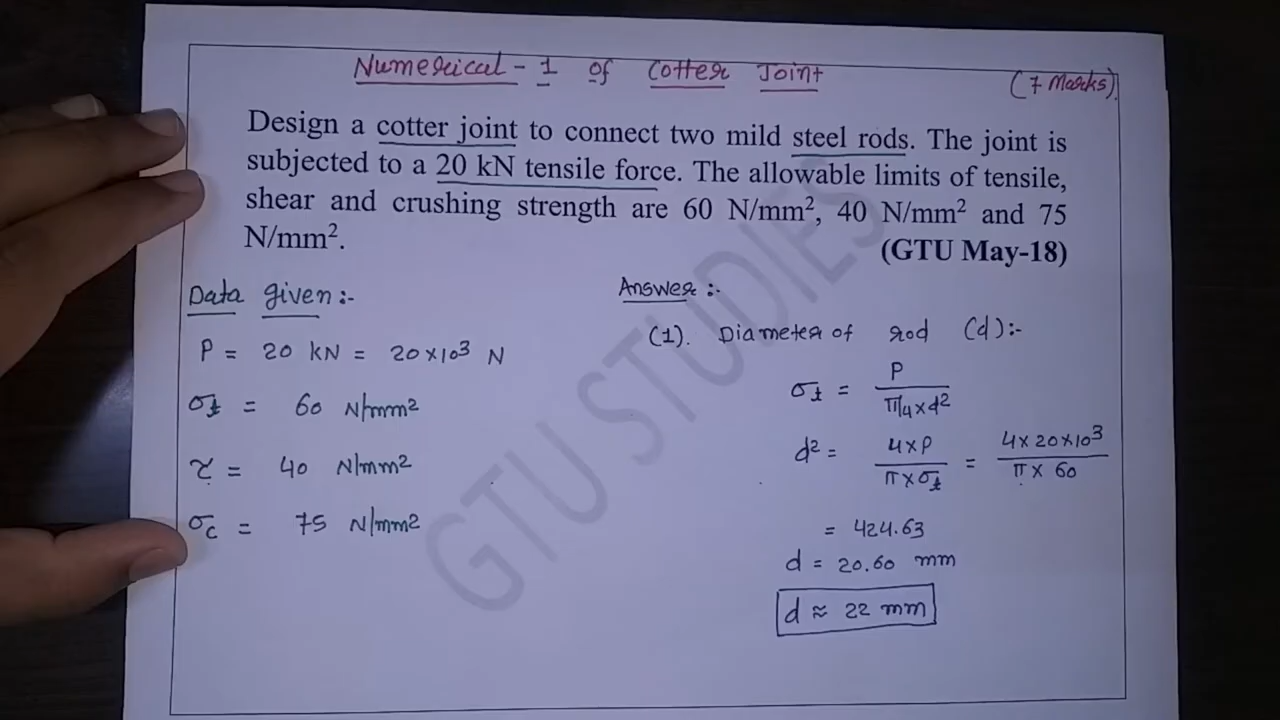 Numerical - 1 of Cotter Joint
(7 Marks)
Design a cotter joint to connect two mild steel rods. The joint is
subjected to a 20 kN tensile force. The allowable limits of tensile,
shear and crushing strength are 60 N/mm², 40 N/mm² and 75
N/mm².
(GTU May-18)
Data given :-
P = 20 kN = 20×10³ N
σt = 60 N/mm²
τ = 40 N/mm²
σc = 75 N/mm²
Answer :-
(1). Diameter of rod (d) :-
σt = P / (π/4 × d²)
d² = (4×P) / (π×σt) = (4×20×10³) / (π × 60)
= 424.63
d = 20.60 mm
d ≈ 22 mm
GTU STUDIES